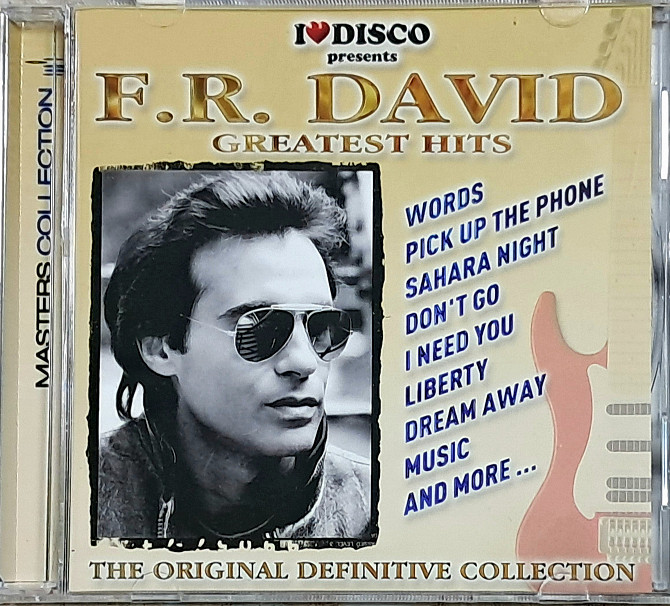 I❤DISCO
presents
F.R. DAVID
GREATEST HITS
MASTERS COLLECTION
WORDS
PICK UP THE PHONE
SAHARA NIGHT
DON'T GO
I NEED YOU
LIBERTY
DREAM AWAY
MUSIC
AND MORE ...
THE ORIGINAL DEFINITIVE COLLECTION